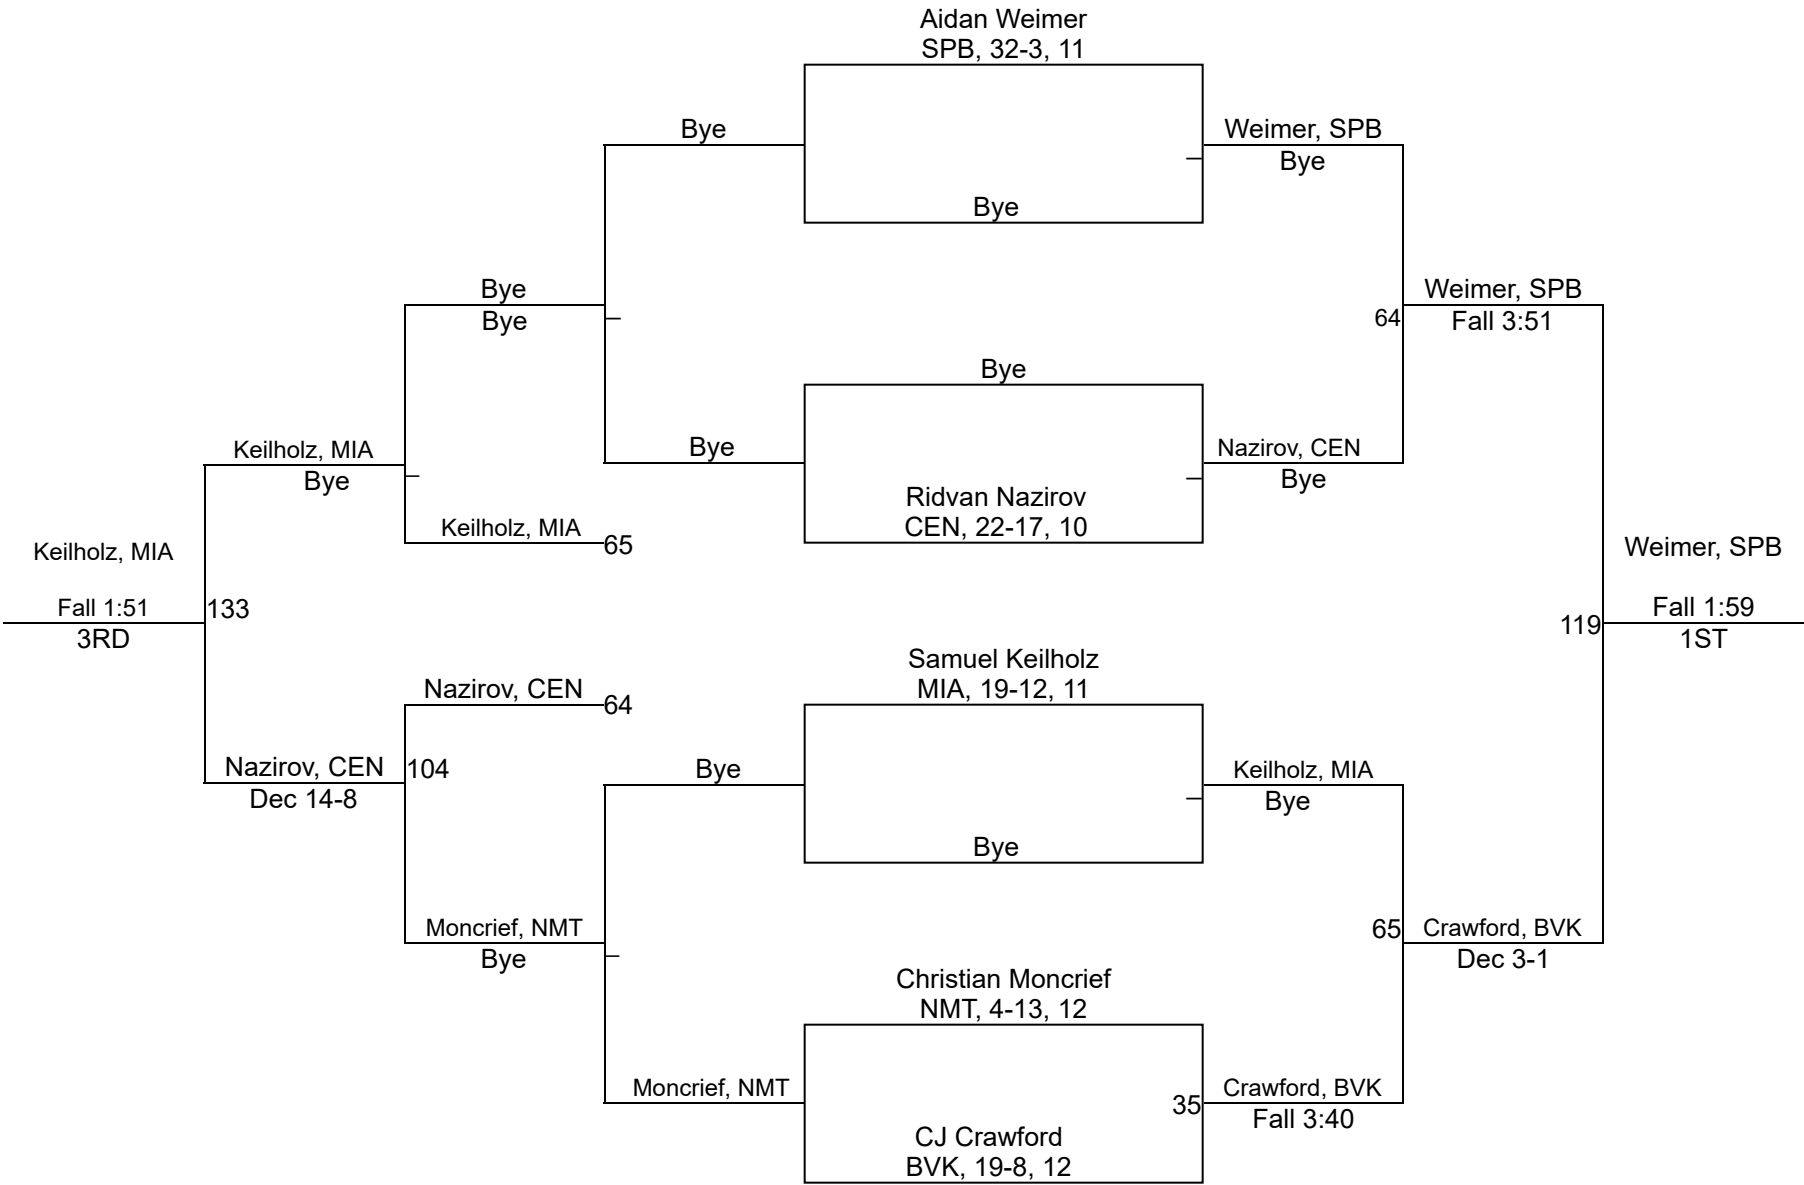 Aidan Weimer
SPB, 32-3, 11
Bye
Weimer, SPB
Bye
Bye
Bye
Bye
Weimer, SPB
64
Fall 3:51
Bye
Bye
Nazirov, CEN
Keilholz, MIA
Bye
Bye
Ridvan Nazirov
CEN, 22-17, 10
Keilholz, MIA
65
Keilholz, MIA
Weimer, SPB
Fall 1:51
133
3RD
Fall 1:59
119
1ST
Samuel Keilholz
MIA, 19-12, 11
Nazirov, CEN
64
Nazirov, CEN
104
Dec 14-8
Bye
Keilholz, MIA
Bye
Bye
Moncrief, NMT
Bye
65
Crawford, BVK
Dec 3-1
Christian Moncrief
NMT, 4-13, 12
Moncrief, NMT
35
Crawford, BVK
Fall 3:40
CJ Crawford
BVK, 19-8, 12